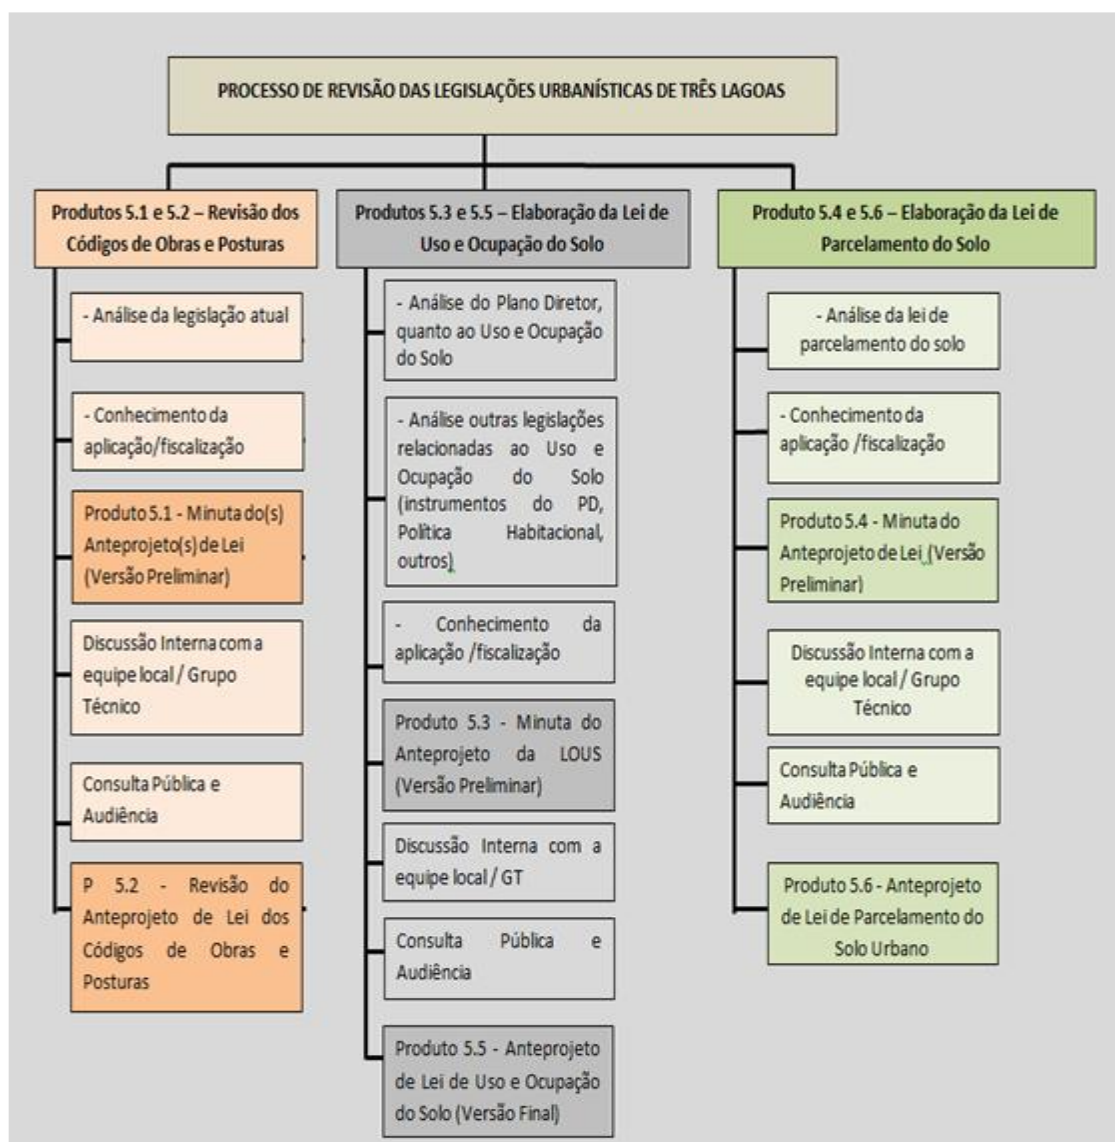 PROCESSO DE REVISÃO DAS LEGISLAÇÕES URBANÍSTICAS DE TRÊS LAGOAS
Produtos 5.1 e 5.2 – Revisão dos
Códigos de Obras e Posturas
- Análise da legislação atual
- Conhecimento da
aplicação/fiscalização
Produto 5.1 - Minuta do(s)
Anteprojeto(s) de Lei
(Versão Preliminar)
Discussão Interna com a
equipe local / Grupo
Técnico
Consulta Pública e
Audiência
P 5.2 - Revisão do
Anteprojeto de Lei dos
Códigos de Obras e
Posturas
Produtos 5.3 e 5.5 – Elaboração da Lei de
Uso e Ocupação do Solo
- Análise do Plano Diretor,
quanto ao Uso e Ocupação
do Solo
- Análise outras legislações
relacionadas ao Uso e
Ocupação do Solo
(instrumentos do PD,
Política Habitacional,
outros)
- Conhecimento da
aplicação /fiscalização
Produto 5.3 - Minuta do
Anteprojeto da LOUS
(Versão Preliminar)
Discussão Interna com a
equipe local / GT
Consulta Pública e
Audiência
Produto 5.5 - Anteprojeto
de Lei de Uso e Ocupação
do Solo (Versão Final)
Produto 5.4 e 5.6 – Elaboração da Lei de
Parcelamento do Solo
- Análise da lei de
parcelamento do solo
- Conhecimento da
aplicação /fiscalização
Produto 5.4 - Minuta do
Anteprojeto de Lei (Versão
Preliminar)
Discussão Interna com a
equipe local / Grupo
Técnico
Consulta Pública e
Audiência
Produto 5.6 - Anteprojeto
de Lei de Parcelamento do
Solo Urbano